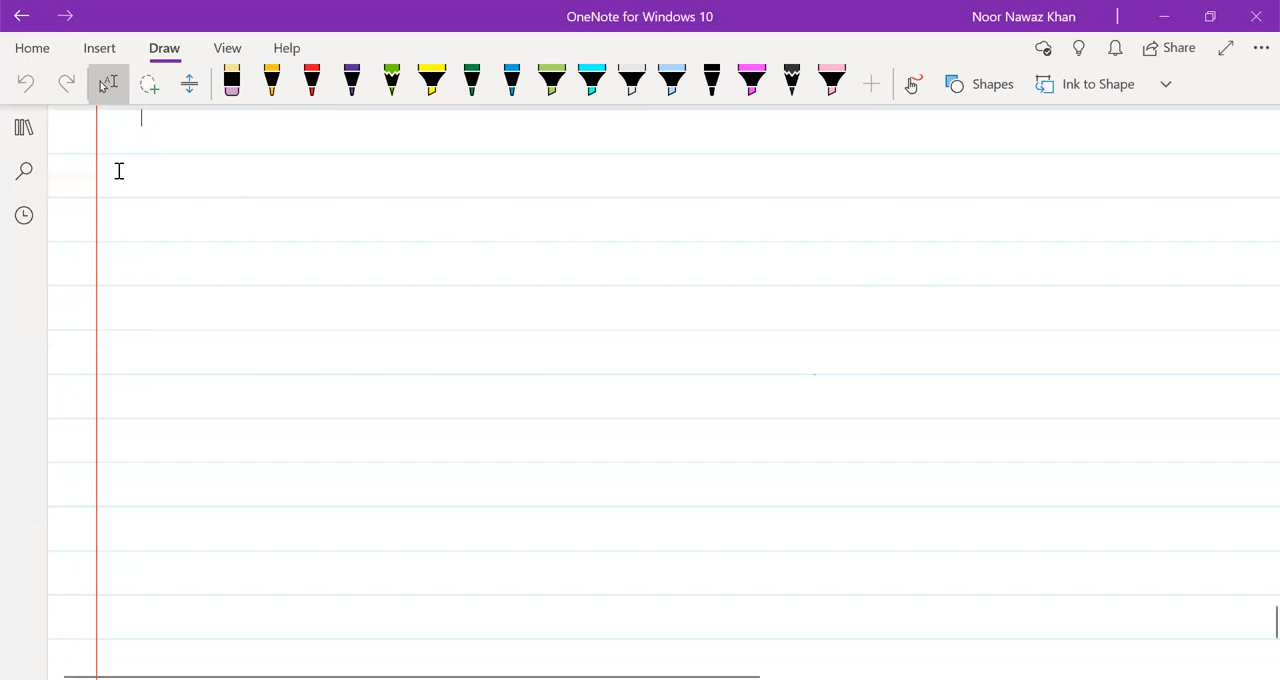 OneNote for Windows 10
Noor Nawaz Khan
Home Insert Draw View Help
Share
Shapes
Ink to Shape